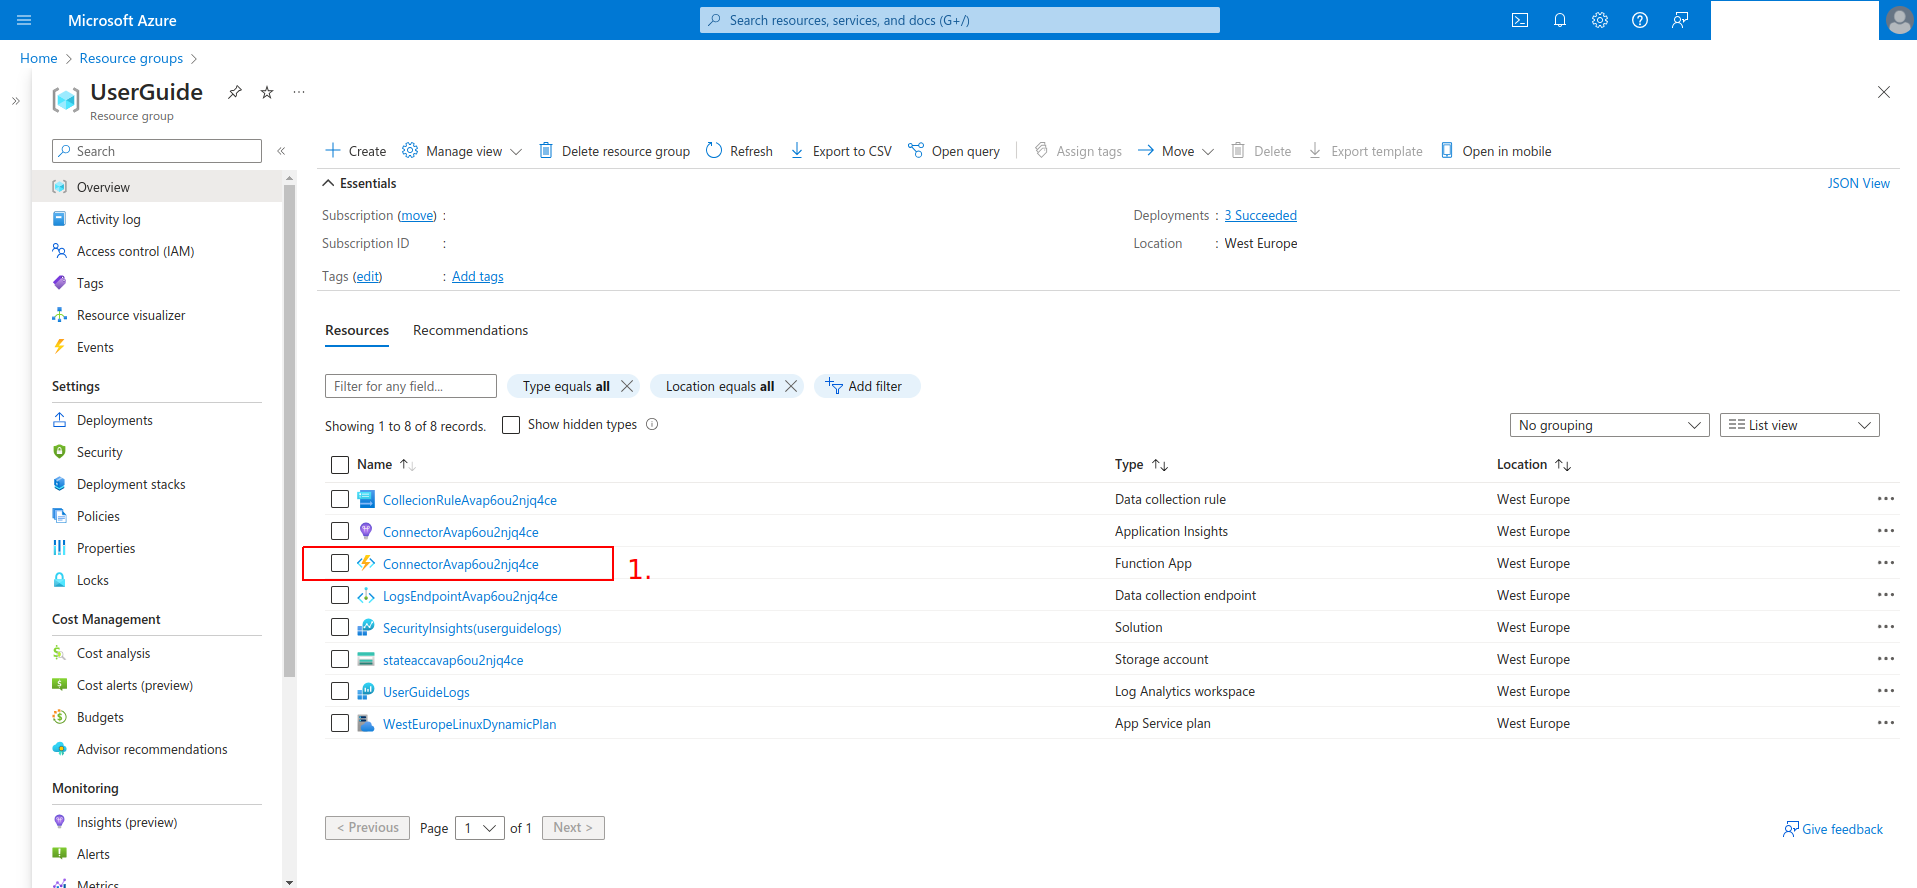 Microsoft Azure
Search resources, services, and docs (G+/)
Home > Resource groups >
UserGuide
Resource group
Search
Overview
Activity log
Access control (IAM)
Tags
Resource visualizer
Events
Settings
Deployments
Security
Deployment stacks
Policies
Properties
Locks
Cost Management
Cost analysis
Cost alerts (preview)
Budgets
Advisor recommendations
Monitoring
Insights (preview)
Alerts
Metrics
Create Manage view Delete resource group Refresh Export to CSV Open query Assign tags Move Delete Export template Open in mobile
Essentials JSON View
Subscription (move) : Deployments : 3 Succeeded
Subscription ID : Location : West Europe
Tags (edit) : Add tags
Resources Recommendations
Filter for any field... Type equals all Location equals all Add filter
Showing 1 to 8 of 8 records. Show hidden types No grouping List view
Name Type Location
CollecionRuleAvap6ou2njq4ce Data collection rule West Europe
ConnectorAvap6ou2njq4ce Application Insights West Europe
ConnectorAvap6ou2njq4ce 1. Function App West Europe
LogsEndpointAvap6ou2njq4ce Data collection endpoint West Europe
SecurityInsights(userguidelogs) Solution West Europe
stateaccavap6ou2njq4ce Storage account West Europe
UserGuideLogs Log Analytics workspace West Europe
WestEuropeLinuxDynamicPlan App Service plan West Europe
< Previous Page 1 of 1 Next > Give feedback